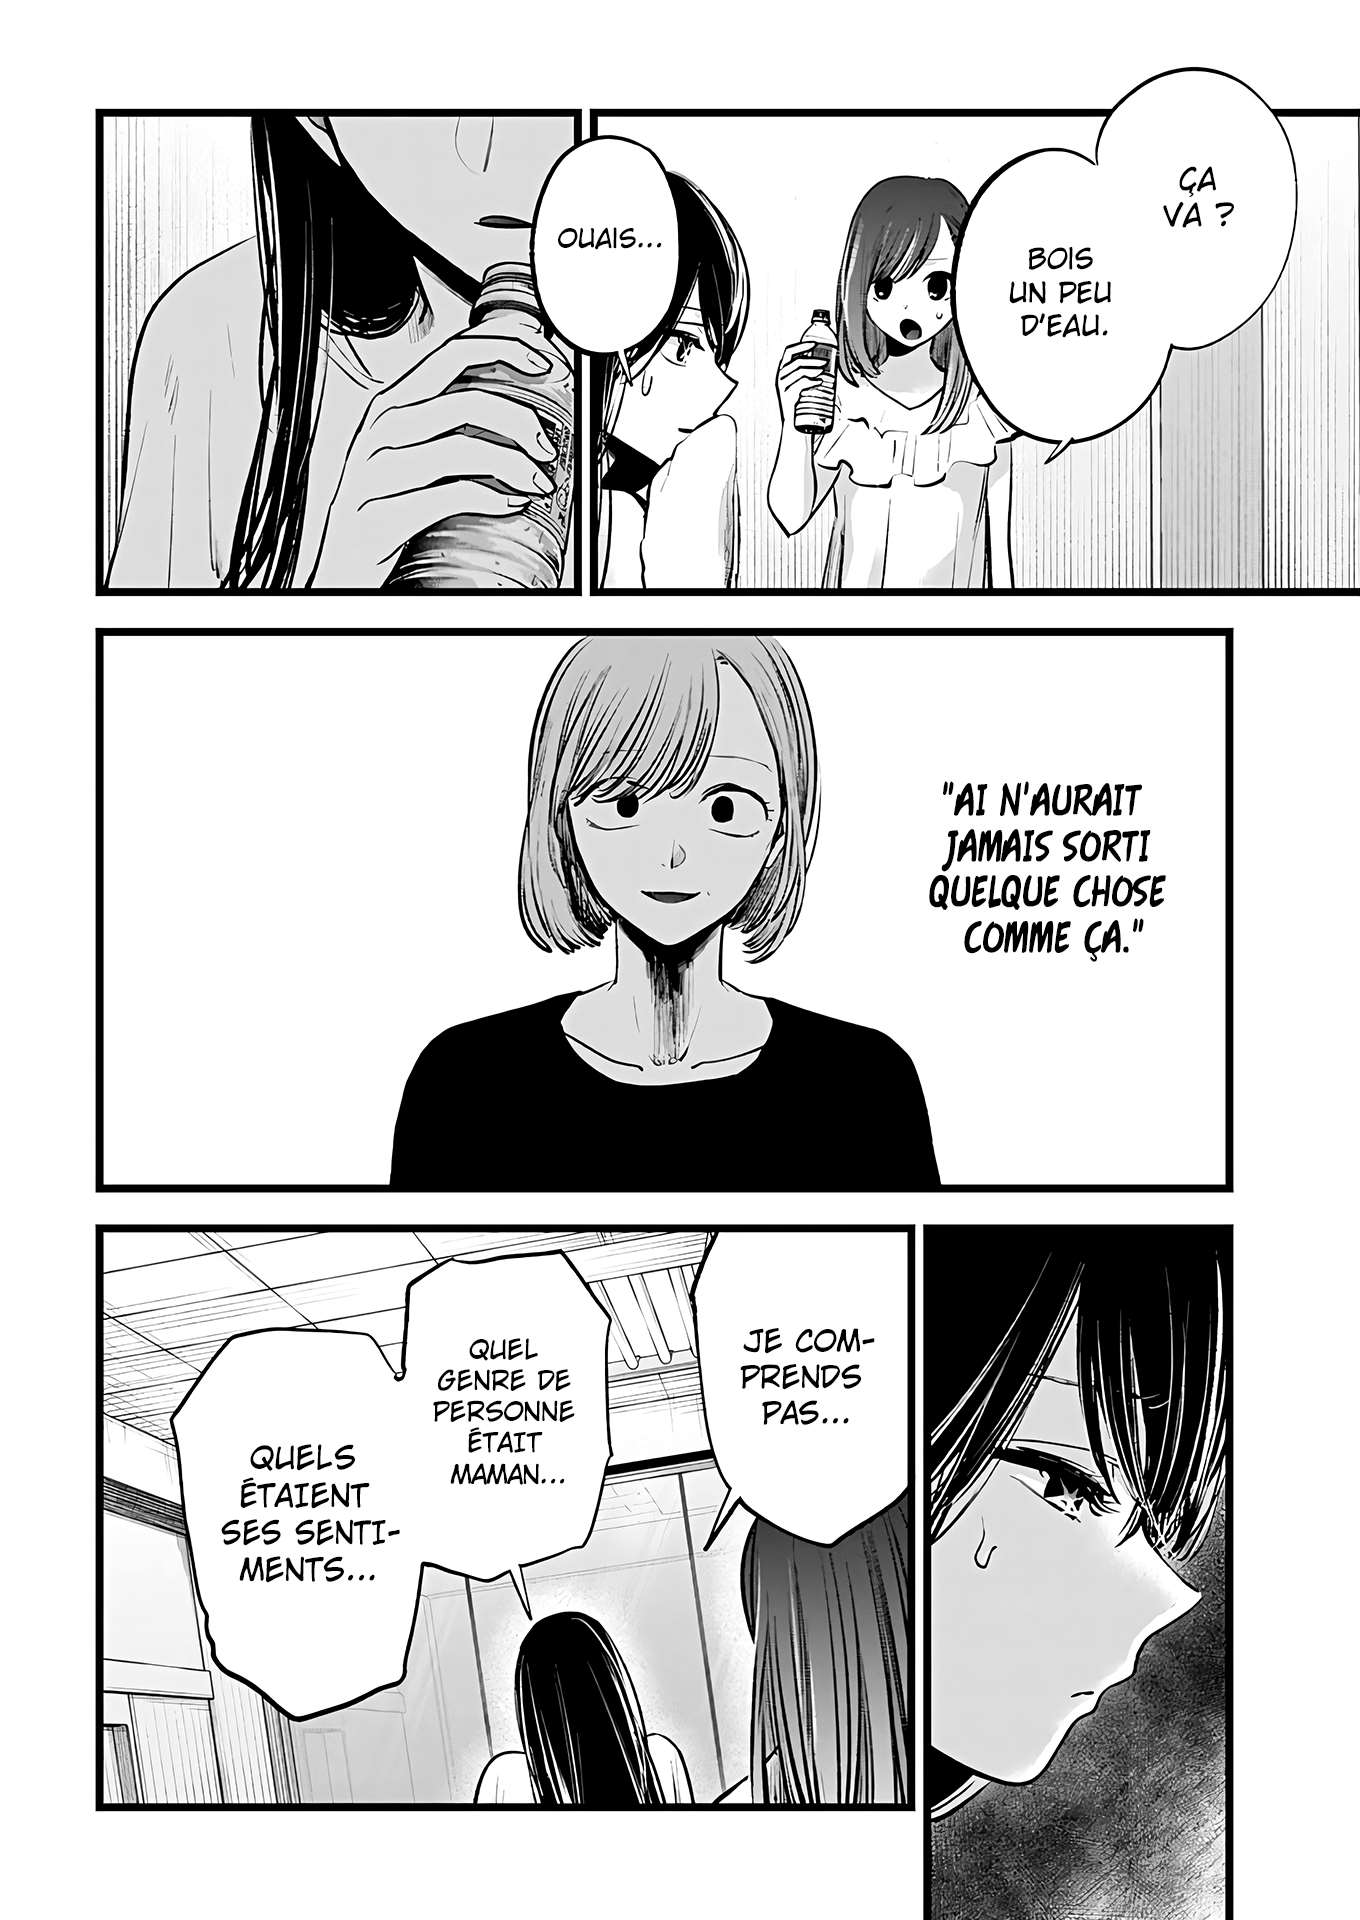 ÇA
VA ?
BOIS
UN PEU
D'EAU.
OUAIS...
"AI N'AURAIT
JAMAIS SORTI
QUELQUE CHOSE
COMME ÇA."
JE COM-
PRENDS
PAS...
QUEL
GENRE DE
PERSONNE
ÉTAIT
MAMAN...
QUELS
ÉTAIENT
SES SENTI-
MENTS...